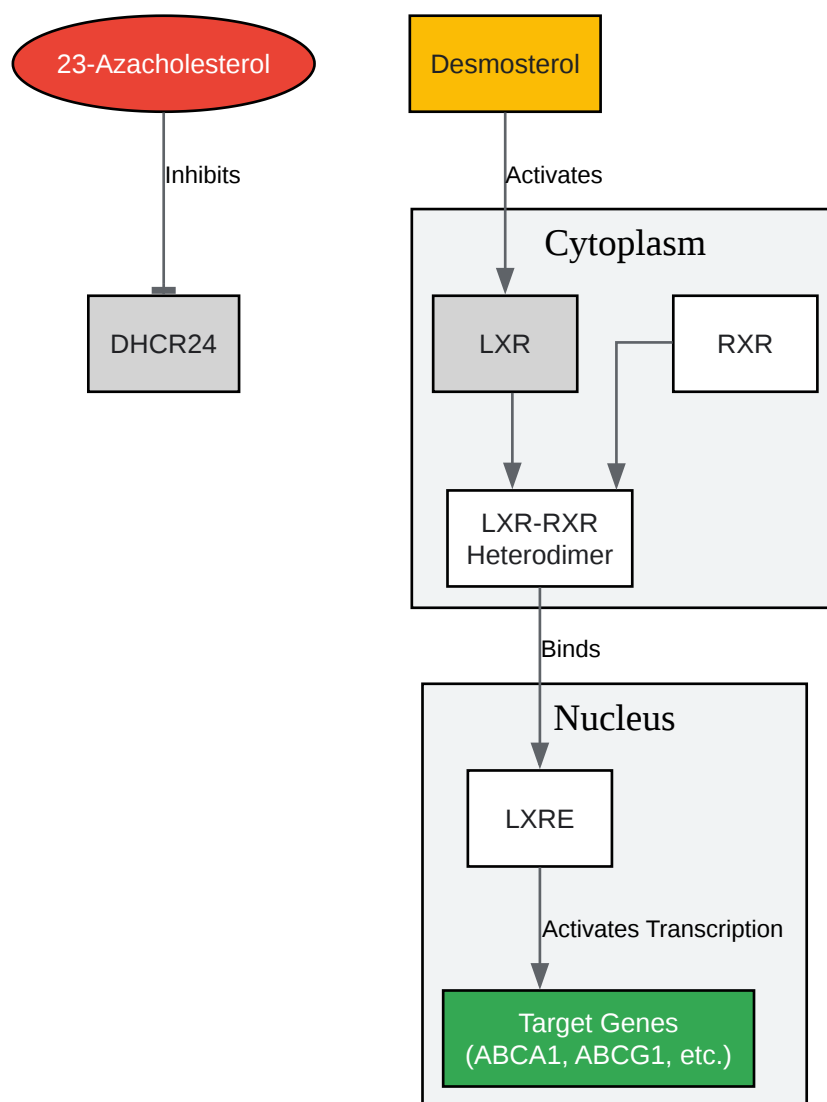 23-Azacholesterol
Desmosterol
Inhibits
Activates
Cytoplasm
DHCR24
LXR
RXR
LXR-RXR
Heterodimer
Binds
Nucleus
LXRE
Activates Transcription
Target Genes
(ABCA1, ABCG1, etc.)